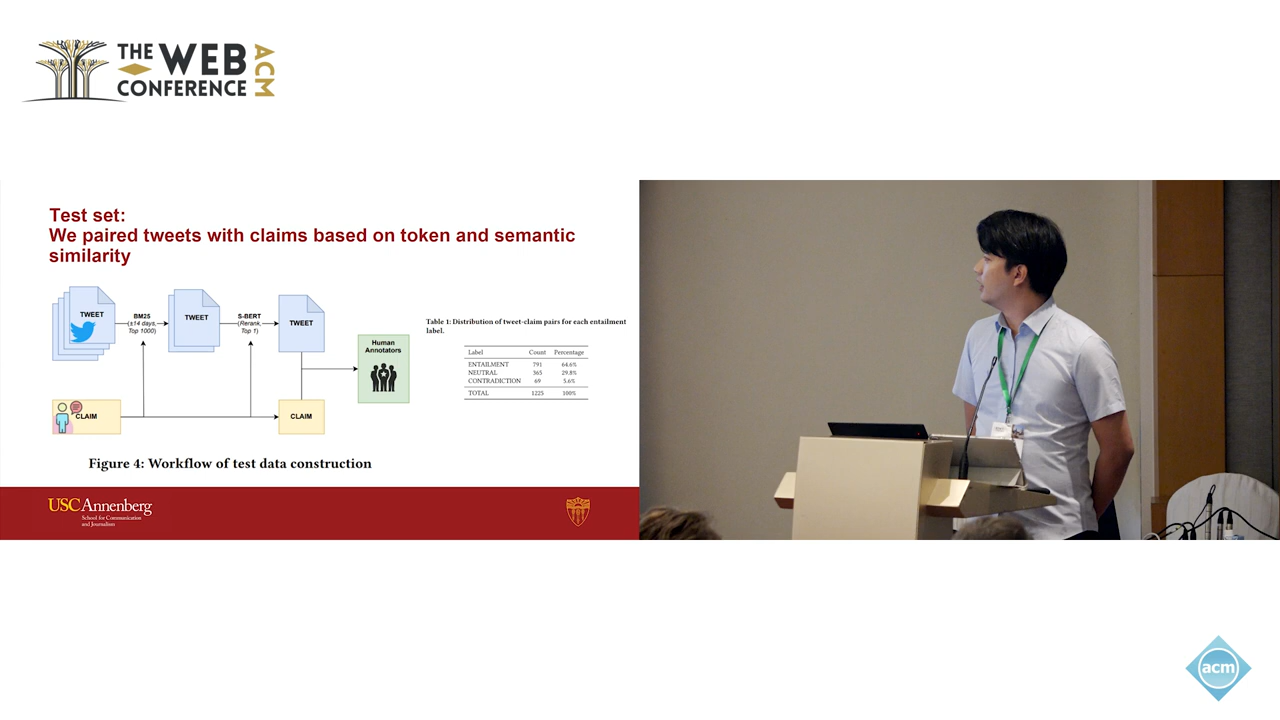 THE WEB
CONFERENCE
ACM
Test set:
We paired tweets with claims based on token and semantic
similarity
TWEET
BM25
(±14 days,
Top 1000)
TWEET
S-BERT
(Rerank,
Top 1)
TWEET
Human
Annotators
CLAIM
CLAIM
Figure 4: Workflow of test data construction
Table 1: Distribution of tweet-claim pairs for each entailment
label.
Label Count Percentage
ENTAILMENT 791 64.6%
NEUTRAL 365 29.8%
CONTRADICTION 69 5.6%
TOTAL 1225 100%
USC Annenberg
School for Communication
and Journalism
acm